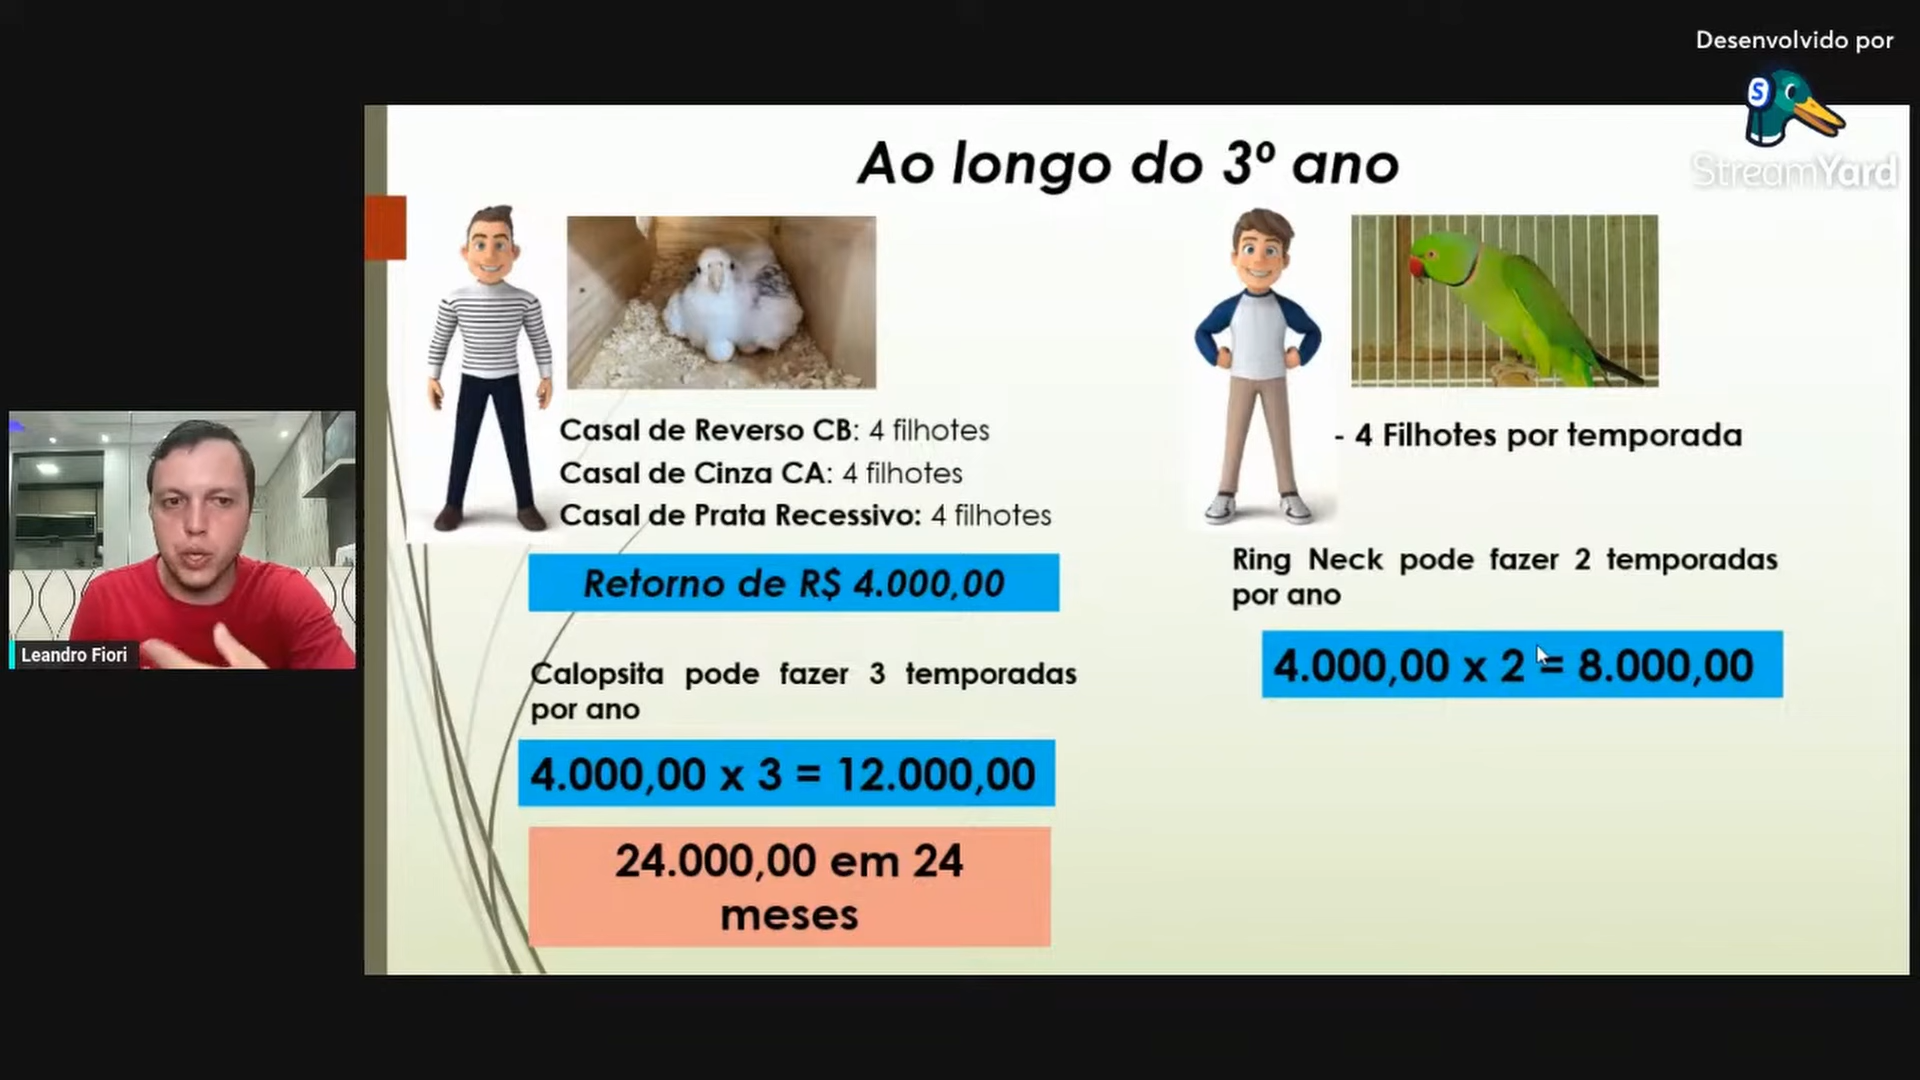 Desenvolvido por
S
StreamYard
Ao longo do 3º ano
Casal de Reverso CB: 4 filhotes
Casal de Cinza CA: 4 filhotes
Casal de Prata Recessivo: 4 filhotes
Retorno de R$ 4.000,00
Calopsita pode fazer 3 temporadas
por ano
4.000,00 x 3 = 12.000,00
24.000,00 em 24
meses
- 4 Filhotes por temporada
Ring Neck pode fazer 2 temporadas
por ano
4.000,00 x 2 = 8.000,00
Leandro Fiori